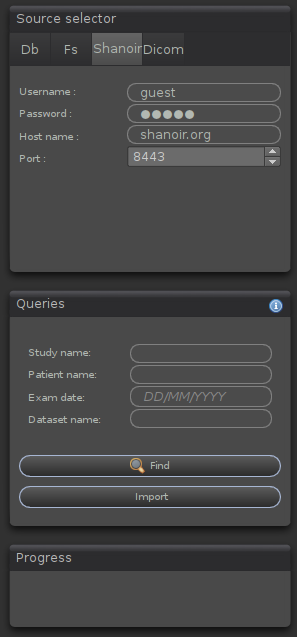 Source selector
Db Fs Shanoir Dicom
Username : guest
Password : ●●●●●
Host name : shanoir.org
Port : 8443
Queries
Study name:
Patient name:
Exam date: DD/MM/YYYY
Dataset name:
Find
Import
Progress